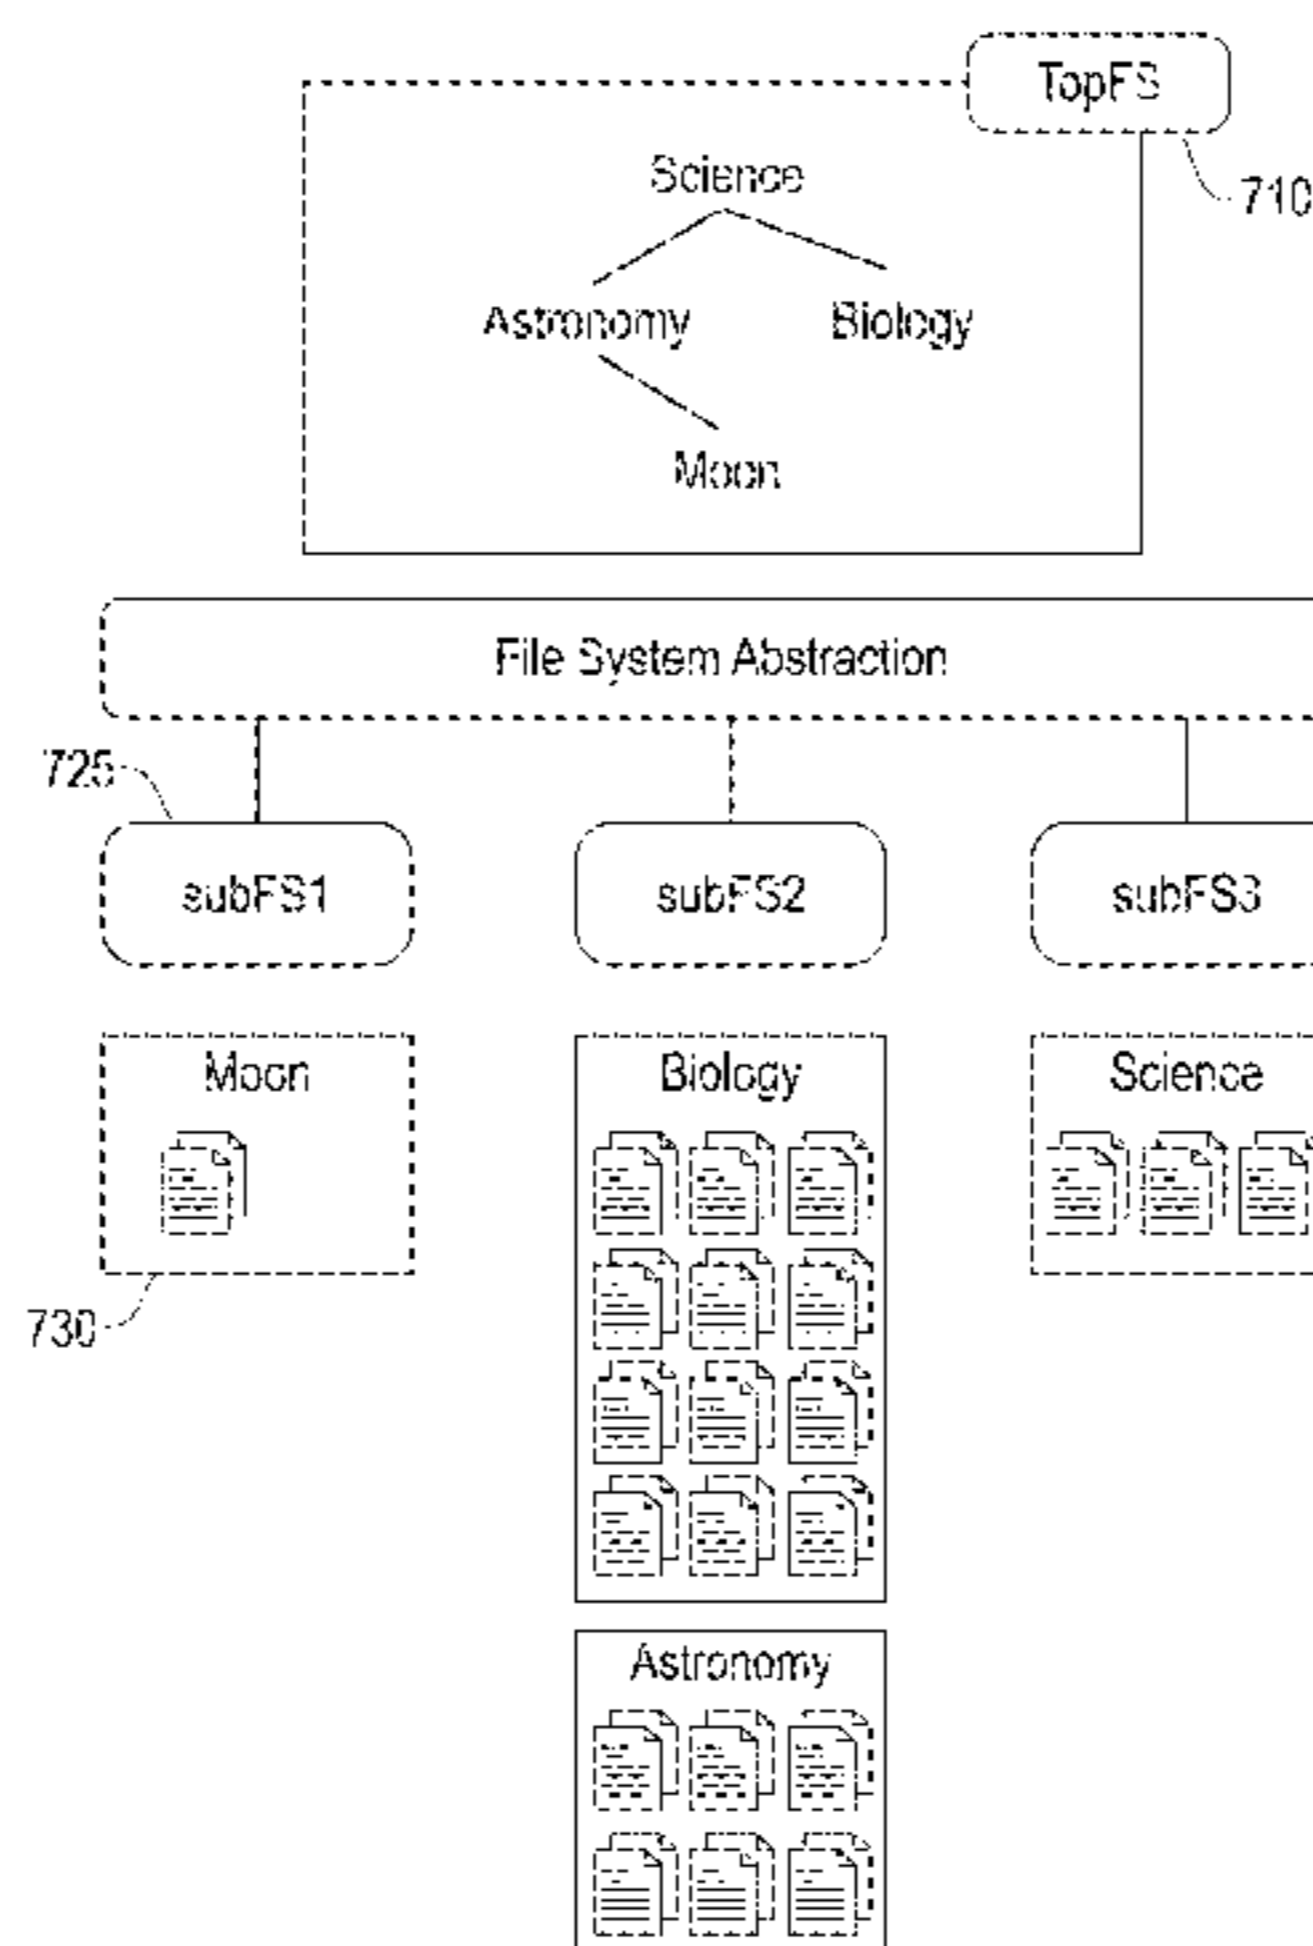 TopFS
710
Science
Astronomy Biology
Moon
File System Abstraction
725
subFS1 subFS2 subFS3
Moon Biology Science
730
Astronomy